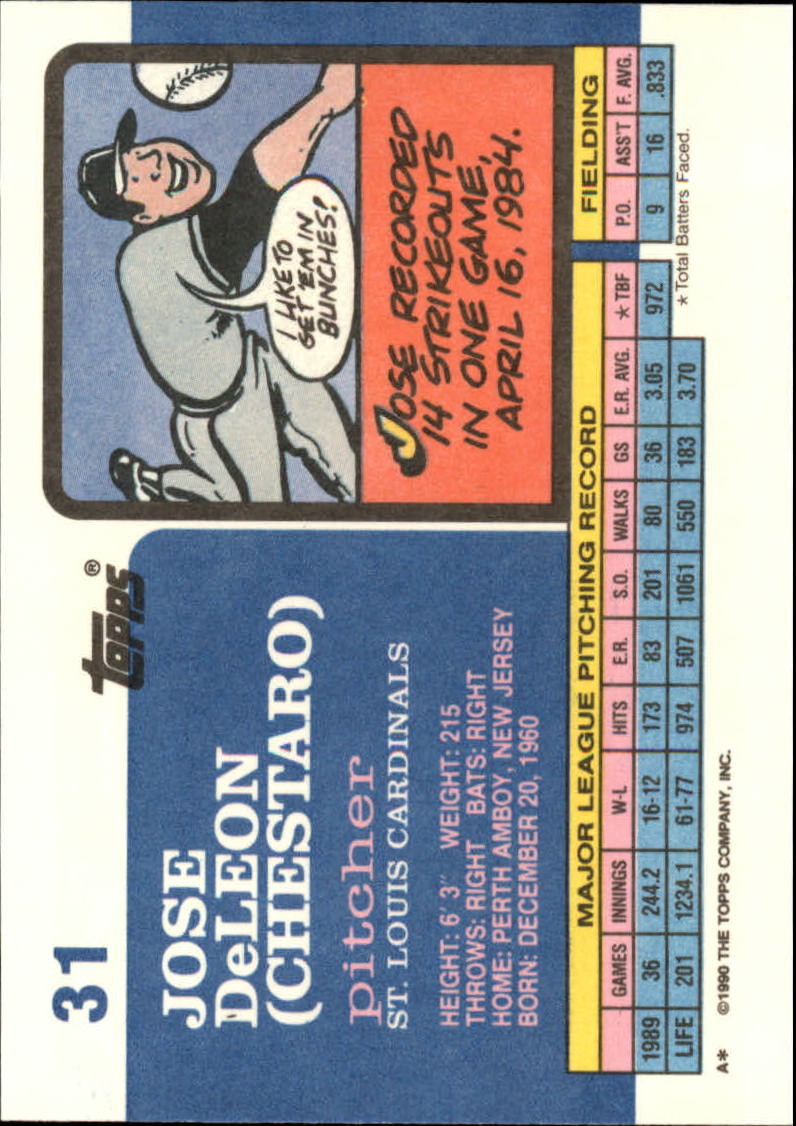 31
Topps®
JOSE
DeLEON
(CHESTARO)
pitcher
ST. LOUIS CARDINALS
HEIGHT: 6' 3" WEIGHT: 215
THROWS: RIGHT BATS: RIGHT
HOME: PERTH AMBOY, NEW JERSEY
BORN: DECEMBER 20, 1960
I LIKE TO
GET 'EM IN
BUNCHES!
JOSE RECORDED
14 STRIKEOUTS
IN ONE GAME,
APRIL 16, 1984.
MAJOR LEAGUE PITCHING RECORD FIELDING
GAMES INNINGS W-L HITS E.R. S.O. WALKS GS E.R. AVG. ★TBF P.O. ASS'T F. AVG.
1989 36 244.2 16-12 173 83 201 80 36 3.05 972 9 16 .833
LIFE 201 1234.1 61-77 974 507 1061 550 183 3.70
★Total Batters Faced.
A* ©1990 THE TOPPS COMPANY, INC.